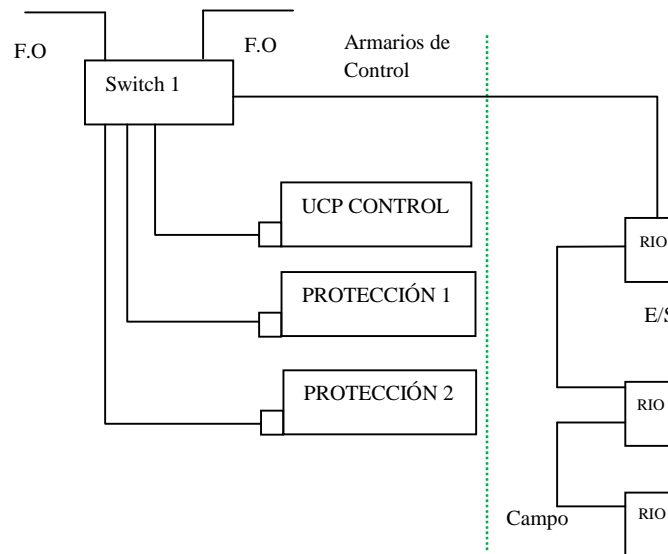 F.O
F.O
Armarios de
Control
Switch 1
UCP CONTROL
RIO
PROTECCIÓN 1
E/S
PROTECCIÓN 2
RIO
Campo
RIO